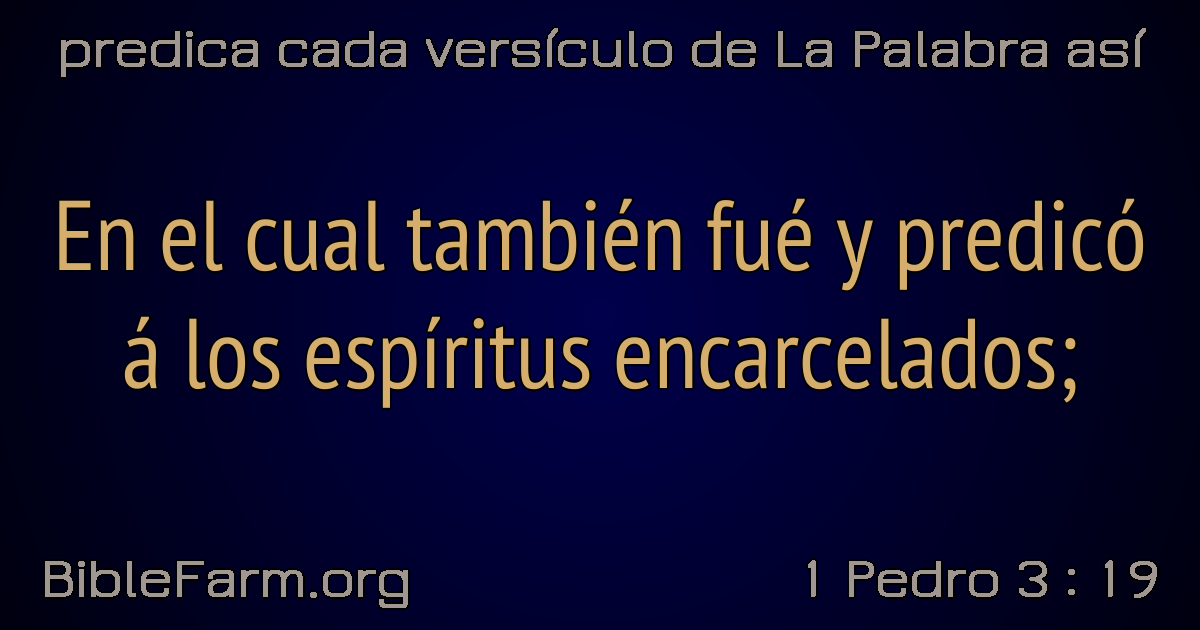 predica cada versículo de La Palabra así
En el cual también fué y predicó
á los espíritus encarcelados;
BibleFarm.org
1 Pedro 3 : 19